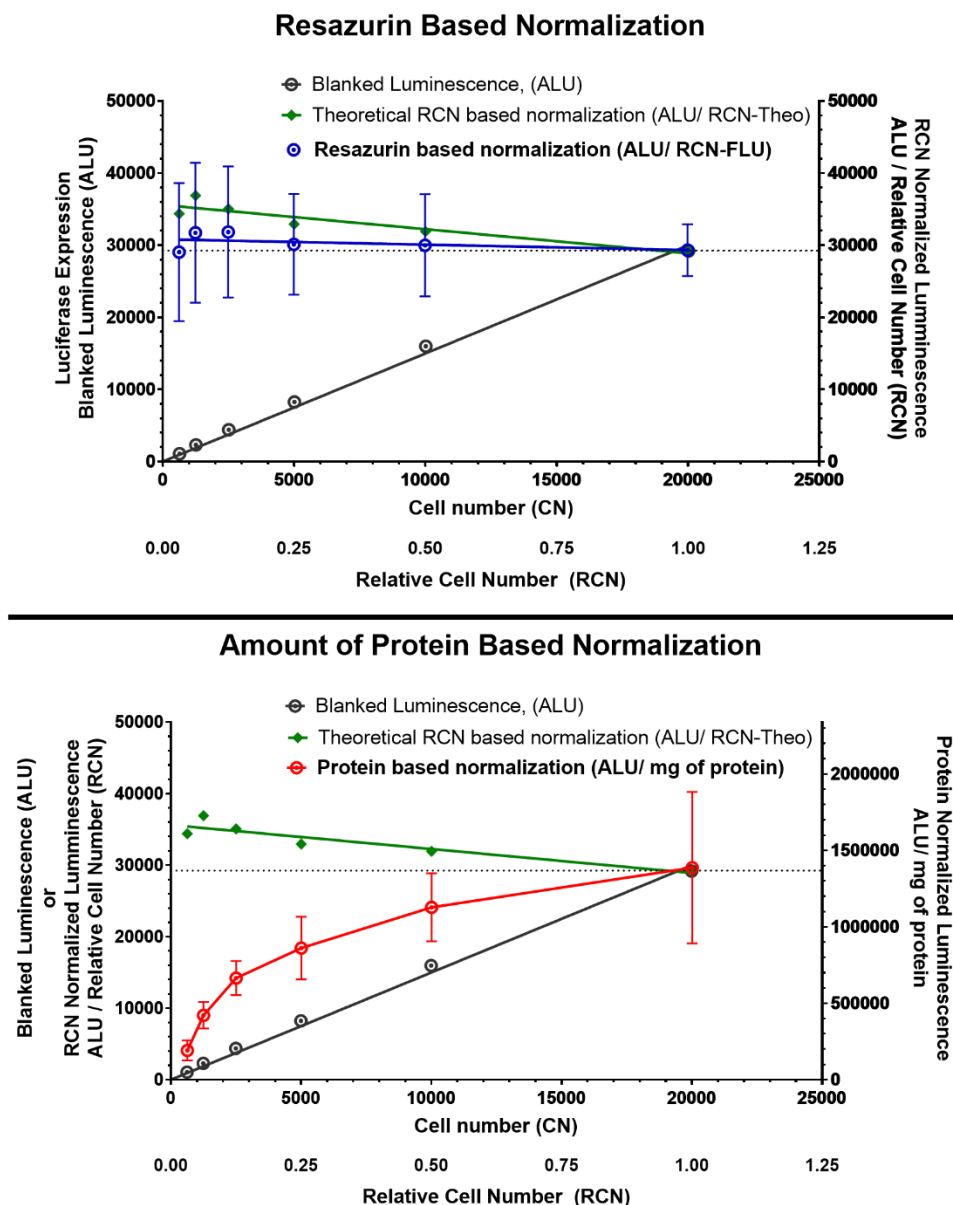 Resazurin Based Normalization
Blanked Luminescence, (ALU)
Theoretical RCN based normalization (ALU/ RCN-Theo)
Resazurin based normalization (ALU/ RCN-FLU)
Luciferase Expression
Blanked Luminescence (ALU)
50000
40000
30000
20000
10000
0
50000
40000
30000
20000
10000
0
RCN Normalized Lumminescence
ALU / Relative Cell Number (RCN)
0 5000 10000 15000 20000 25000
Cell number (CN)
0.00 0.25 0.50 0.75 1.00 1.25
Relative Cell Number (RCN)
Amount of Protein Based Normalization
Blanked Luminescence, (ALU)
Theoretical RCN based normalization (ALU/ RCN-Theo)
Protein based normalization (ALU/ mg of protein)
Blanked Luminescence (ALU)
or
RCN Normalized Lumminescence
ALU / Relative Cell Number (RCN)
50000
40000
30000
20000
10000
0
2000000
1500000
1000000
500000
0
Protein Normalized Luminescence
ALU/ mg of protein
0 5000 10000 15000 20000 25000
Cell number (CN)
0.00 0.25 0.50 0.75 1.00 1.25
Relative Cell Number (RCN)